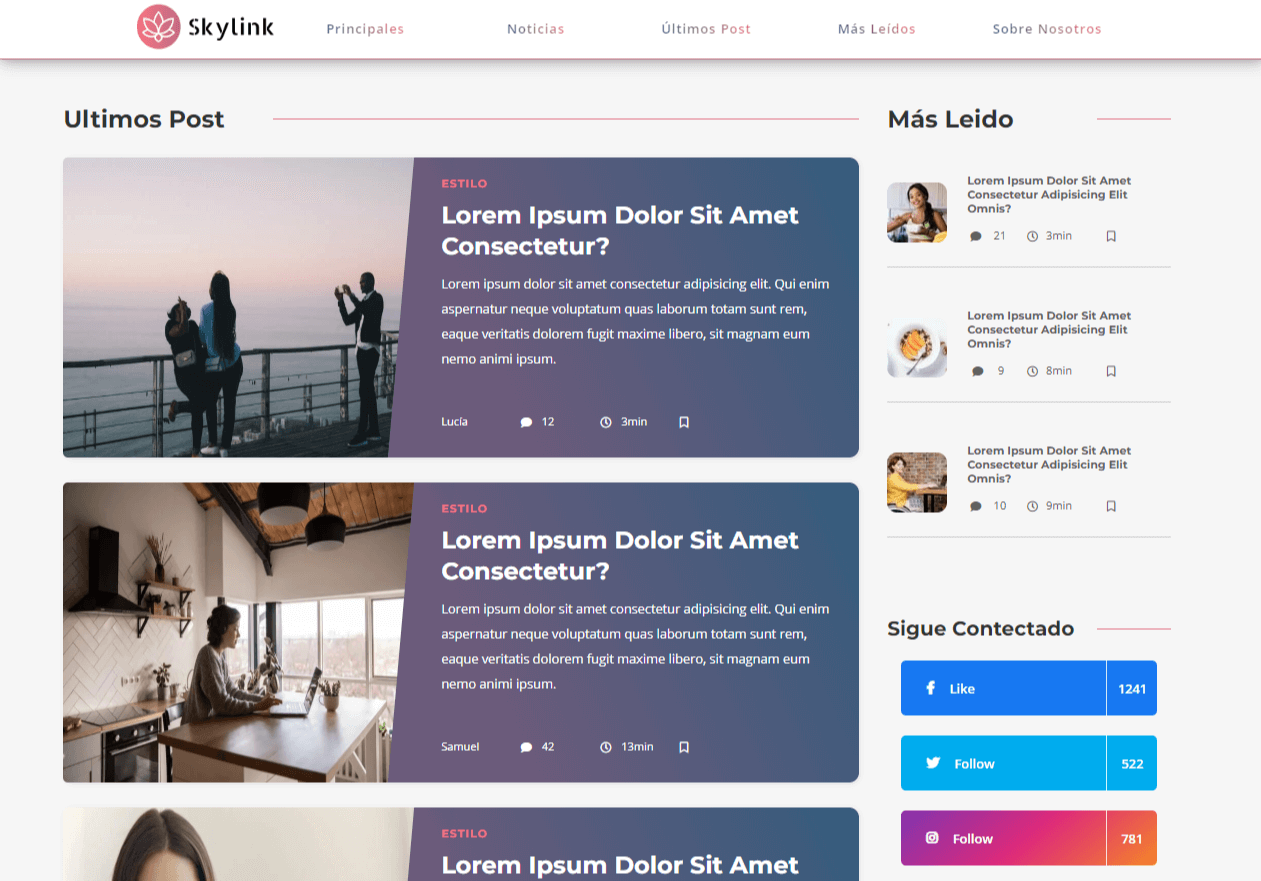 Skylink
Principales
Noticias
Últimos Post
Más Leídos
Sobre Nosotros
Ultimos Post
ESTILO
Lorem Ipsum Dolor Sit Amet
Consectetur?
Lorem ipsum dolor sit amet consectetur adipisicing elit. Qui enim
aspernatur neque voluptatum quas laborum totam sunt rem,
eaque veritatis dolorem fugit maxime libero, sit magnam eum
nemo animi ipsum.
Lucía 12 3min
ESTILO
Lorem Ipsum Dolor Sit Amet
Consectetur?
Lorem ipsum dolor sit amet consectetur adipisicing elit. Qui enim
aspernatur neque voluptatum quas laborum totam sunt rem,
eaque veritatis dolorem fugit maxime libero, sit magnam eum
nemo animi ipsum.
Samuel 42 13min
ESTILO
Lorem Ipsum Dolor Sit Amet
Más Leido
Lorem Ipsum Dolor Sit Amet
Consectetur Adipisicing Elit
Omnis?
21 3min
Lorem Ipsum Dolor Sit Amet
Consectetur Adipisicing Elit
Omnis?
9 8min
Lorem Ipsum Dolor Sit Amet
Consectetur Adipisicing Elit
Omnis?
10 9min
Sigue Contectado
Like 1241
Follow 522
Follow 781